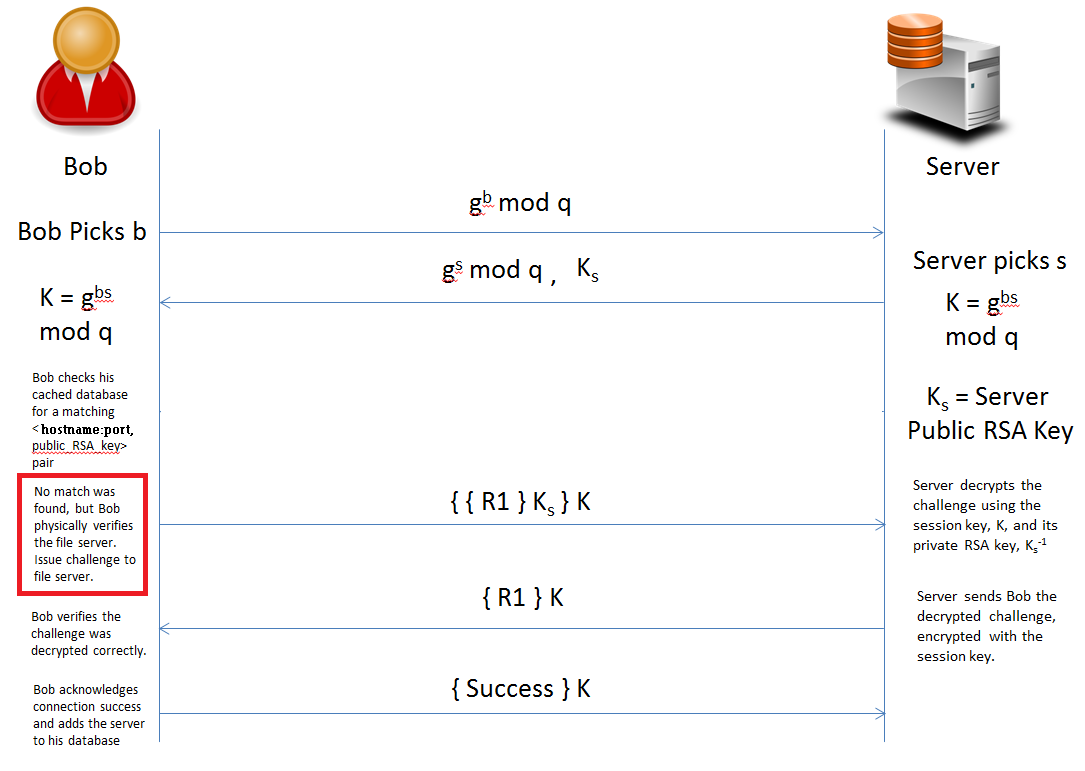 Bob
Server
Bob Picks b
g^b mod q
g^s mod q , K_s
Server picks s
K = g^bs
mod q
K = g^bs
mod q
Bob checks his
cached database
for a matching
<hostname:port,
public RSA key>
pair
K_s = Server
Public RSA Key
No match was
found, but Bob
physically verifies
the file server.
Issue challenge to
file server.
{ { R1 } K_s } K
Server decrypts the
challenge using the
session key, K, and its
private RSA key, K_s^-1
Bob verifies the
challenge was
decrypted correctly.
{ R1 } K
Server sends Bob the
decrypted challenge,
encrypted with the
session key.
Bob acknowledges
connection success
and adds the server
to his database
{ Success } K